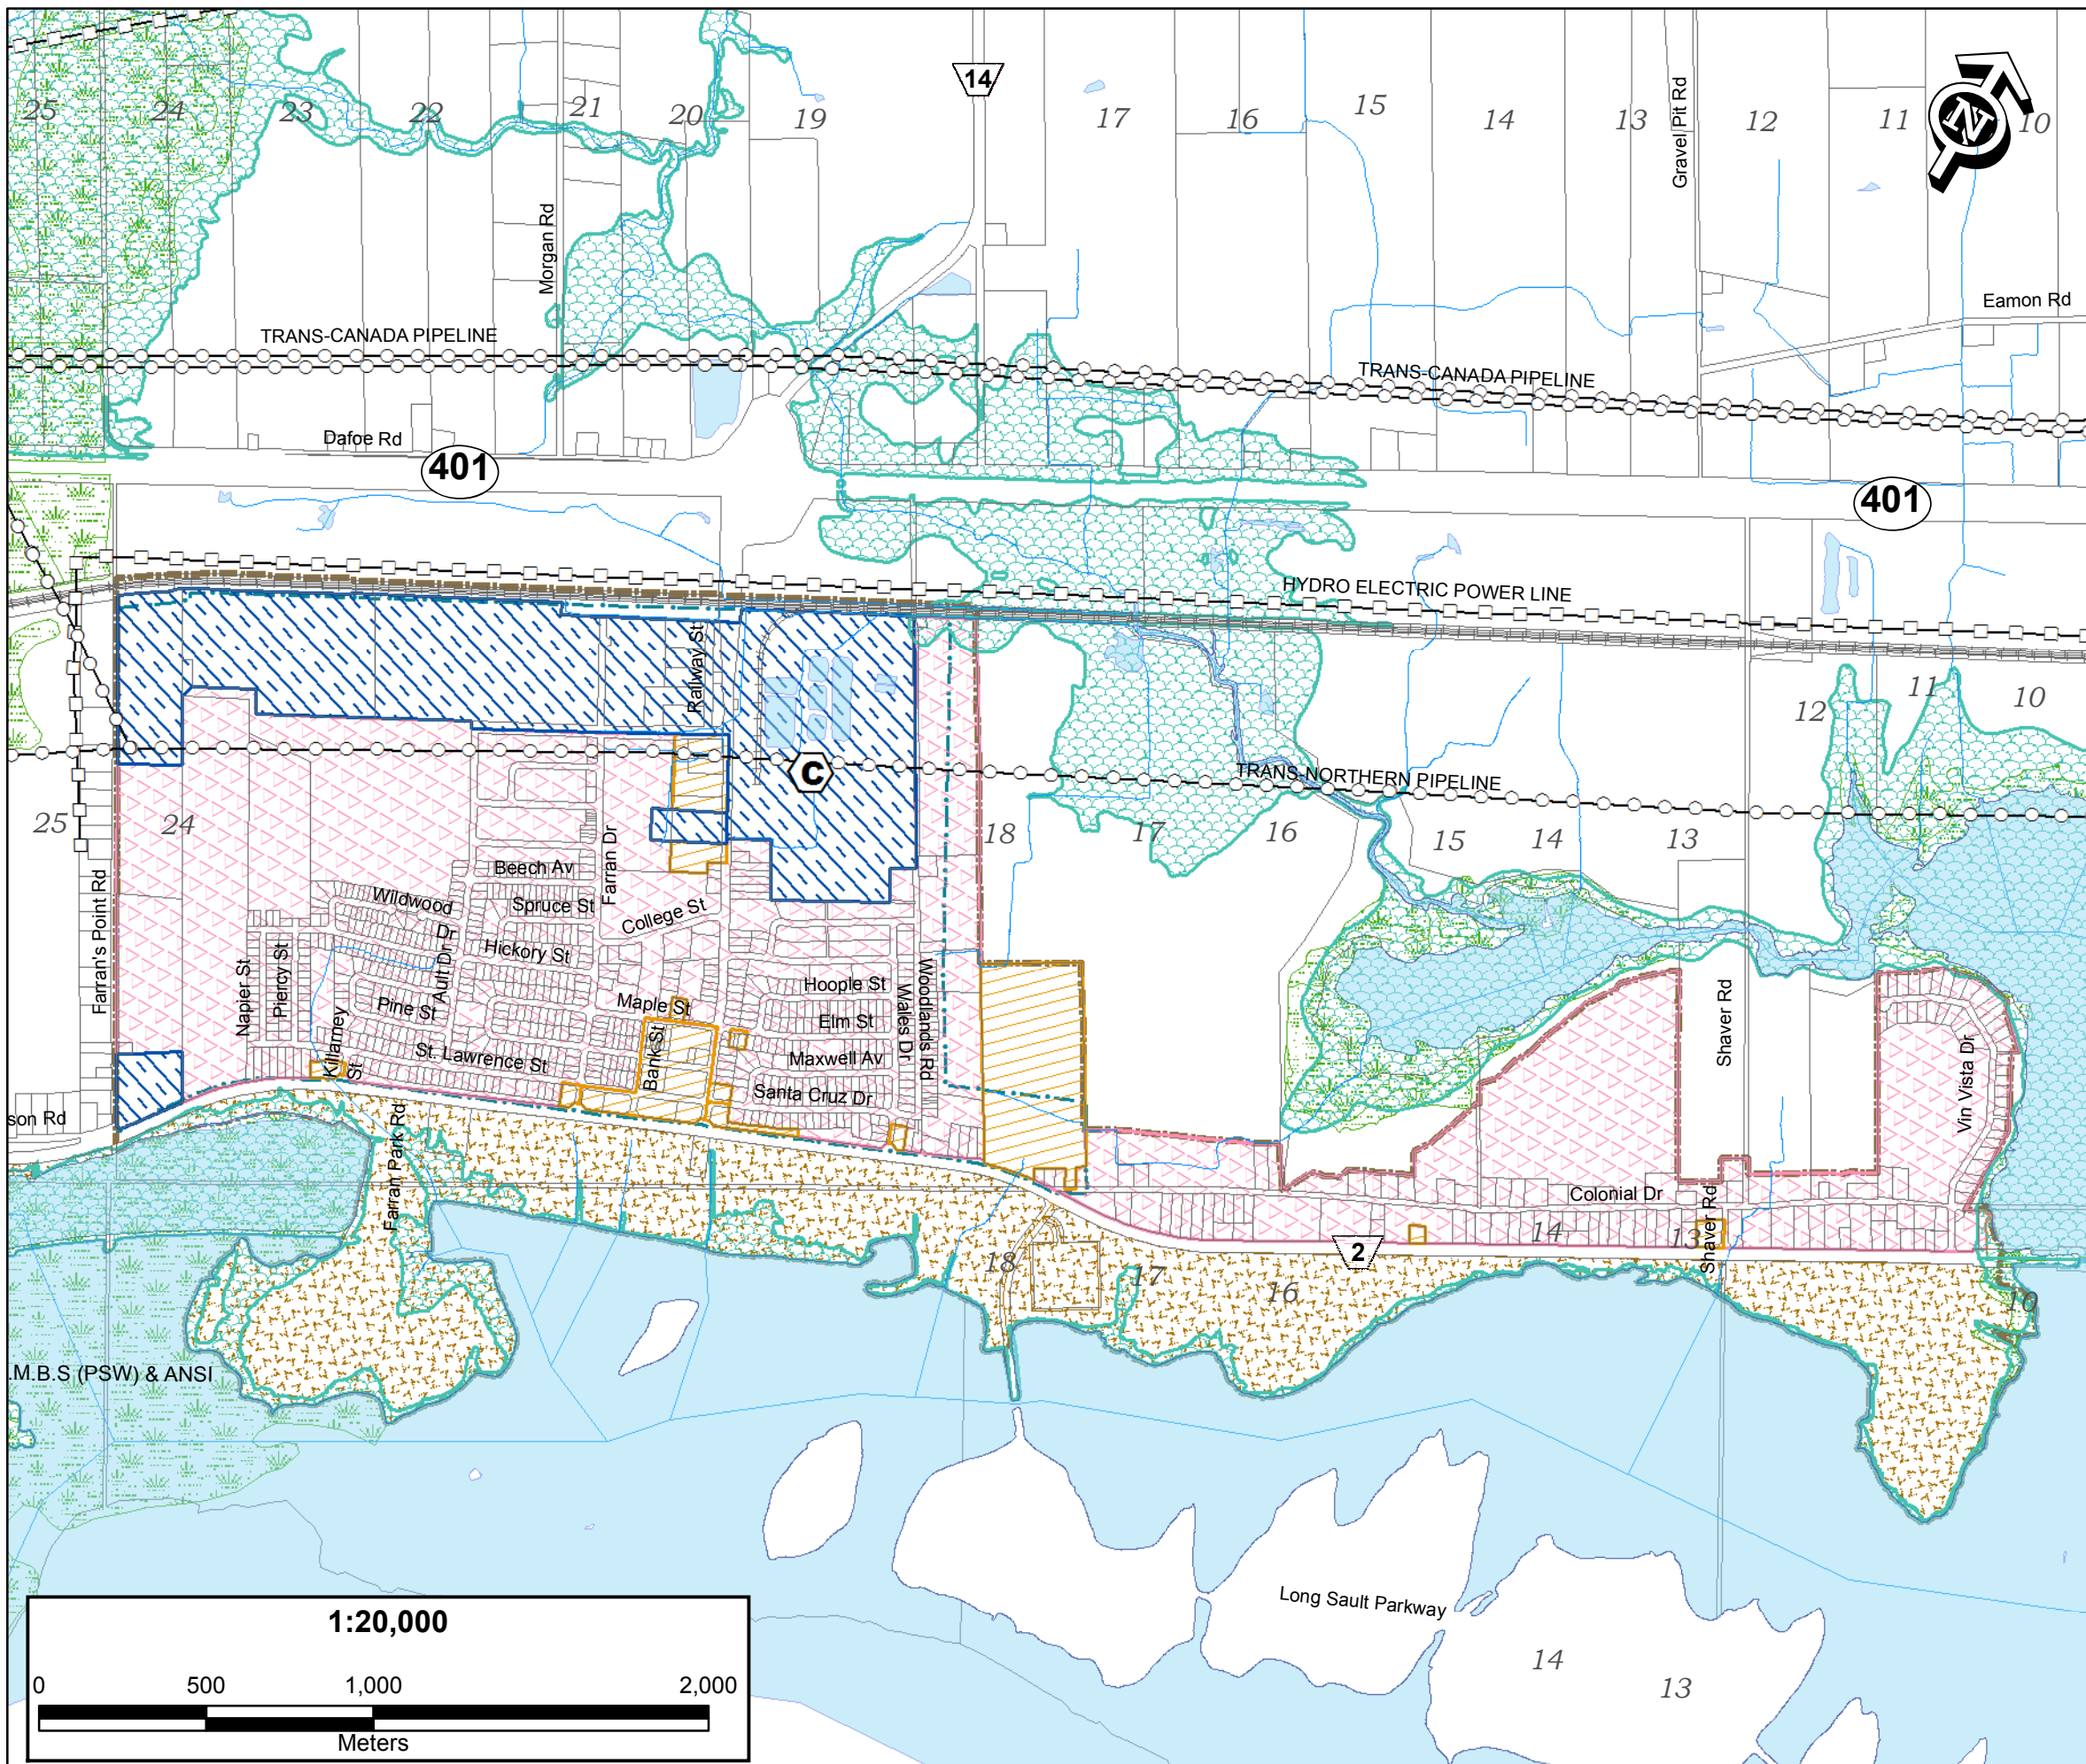 14
25
24
23
22
21
20
19
17
16
15
14
13
12
11
10
N
Gravel Pit Rd
Morgan Rd
Eamon Rd
TRANS-CANADA PIPELINE
TRANS-CANADA PIPELINE
Dafoe Rd
401
401
HYDRO ELECTRIC POWER LINE
Railway St
12
11
10
C
TRANS-NORTHERN PIPELINE
25
24
18
17
16
15
14
13
Farran's Point Rd
Beech Av
Farran Dr
Wildwood
Dr
Spruce St
College St
Hickory St
Ault Dr
Napier St
Piercy St
Pine St
Maple St
Hoople St
Elm St
Wales Dr
Woodlands Rd
Killarney
St
St. Lawrence St
Bank St
Maxwell Av
Santa Cruz Dr
Shaver Rd
Vin Vista Dr
son Rd
Farran Park Rd
Colonial Dr
14
13
Shaver Rd
2
18
17
16
10
.M.B.S (PSW) & ANSI
Long Sault Parkway
14
13
1:20,000
0 500 1,000 2,000
Meters